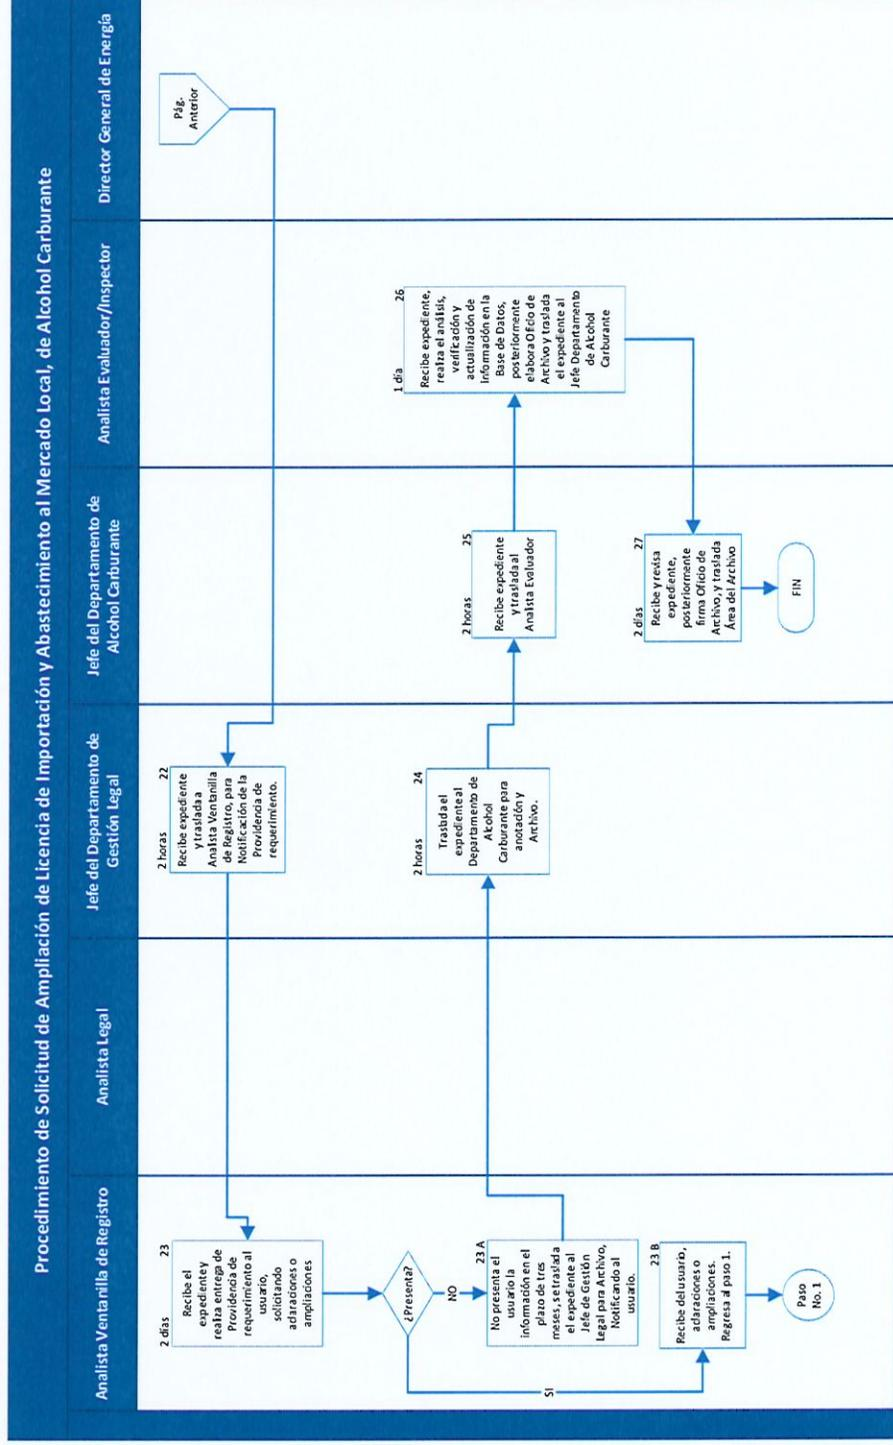 Procedimiento de Solicitud de Ampliación de Licencia de Importación y Abastecimiento al Mercado Local, de Alcohol Carburante
Analista Ventanilla de Registro
Analista Legal
Jefe del Departamento de
Gestión Legal
Jefe del Departamento de
Alcohol Carburante
Analista Evaluador/Inspector
Director General de Energía
Pág.
Anterior
2 horas
22
Recibe expediente
y traslada a
Analista Ventanilla
de Registro, para
Notificación de la
Providencia de
requerimiento.
2 días
23
Recibe el
expediente y
realiza entrega de
Providencia de
requerimiento al
usuario,
solicitando
aclaraciones o
ampliaciones
¿Presenta?
NO
SI
23 A
No presenta el
usuario la
información en el
plazo de tres
meses, se traslada
el expediente al
Jefe de Gestión
Legal para Archivo,
Notificando al
usuario.
23 B
Recibe del usuario,
aclaraciones o
ampliaciones.
Regresa al paso 1.
Paso
No. 1
2 horas
24
Traslada el
expediente al
Departamento de
Alcohol
Carburante para
anotación y
Archivo.
2 horas
25
Recibe expediente
y traslada al
Analista Evaluador
1 día
26
Recibe expediente,
realza el análisis,
verificación y
actualización de
Información en la
Base de Datos,
posteriormente
elabora Oficio de
Archivo y traslada
el expediente al
Jefe Departamento
de Alcohol
Carburante
2 días
27
Recibe y revisa
expediente,
posteriormente
firma Oficio de
Archivo, y traslada
Área del Archivo
FIN